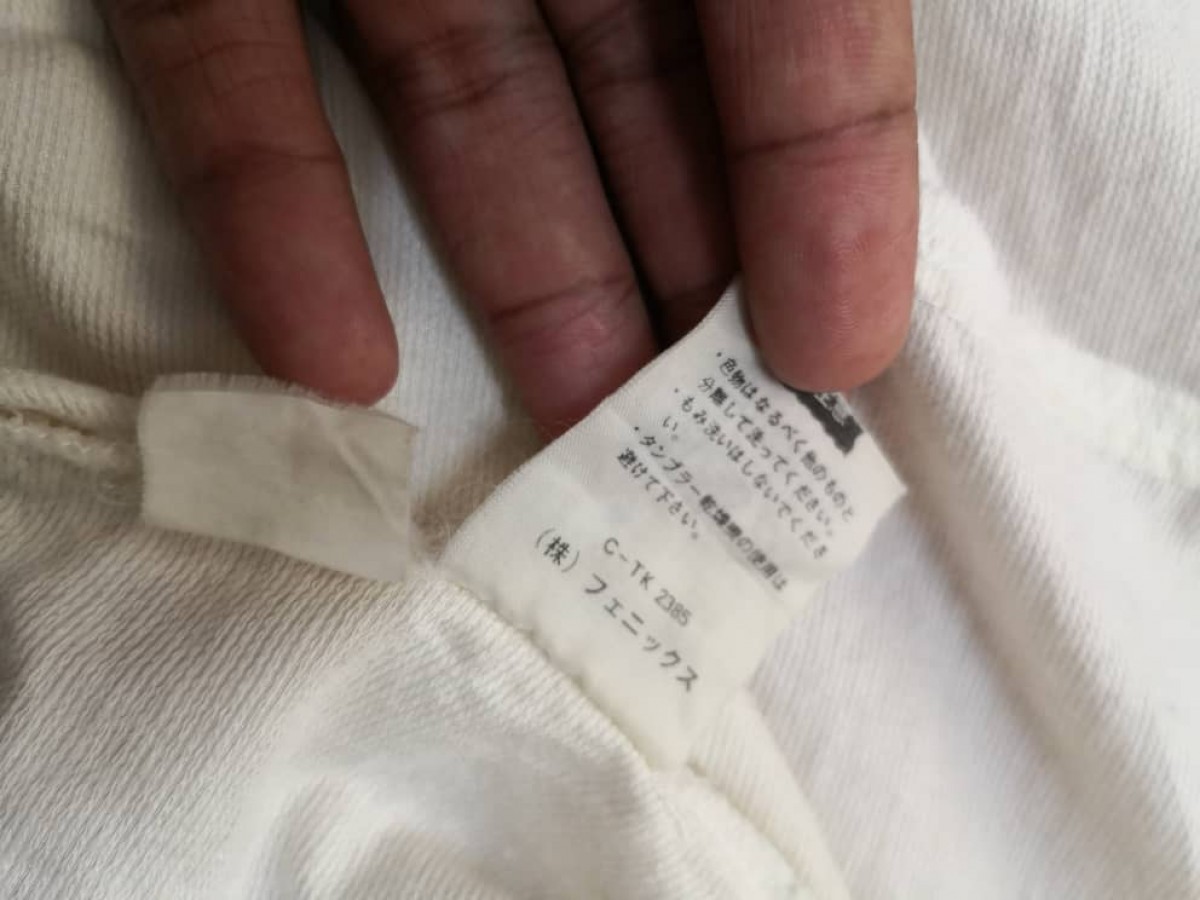 ・色物はなるべく他のものと
分離して洗ってください。
・もみ洗いはしないでくださ
い。
・タンブラー乾燥機の使用は
避けて下さい。
C-TK 2385
(株) フェニックス